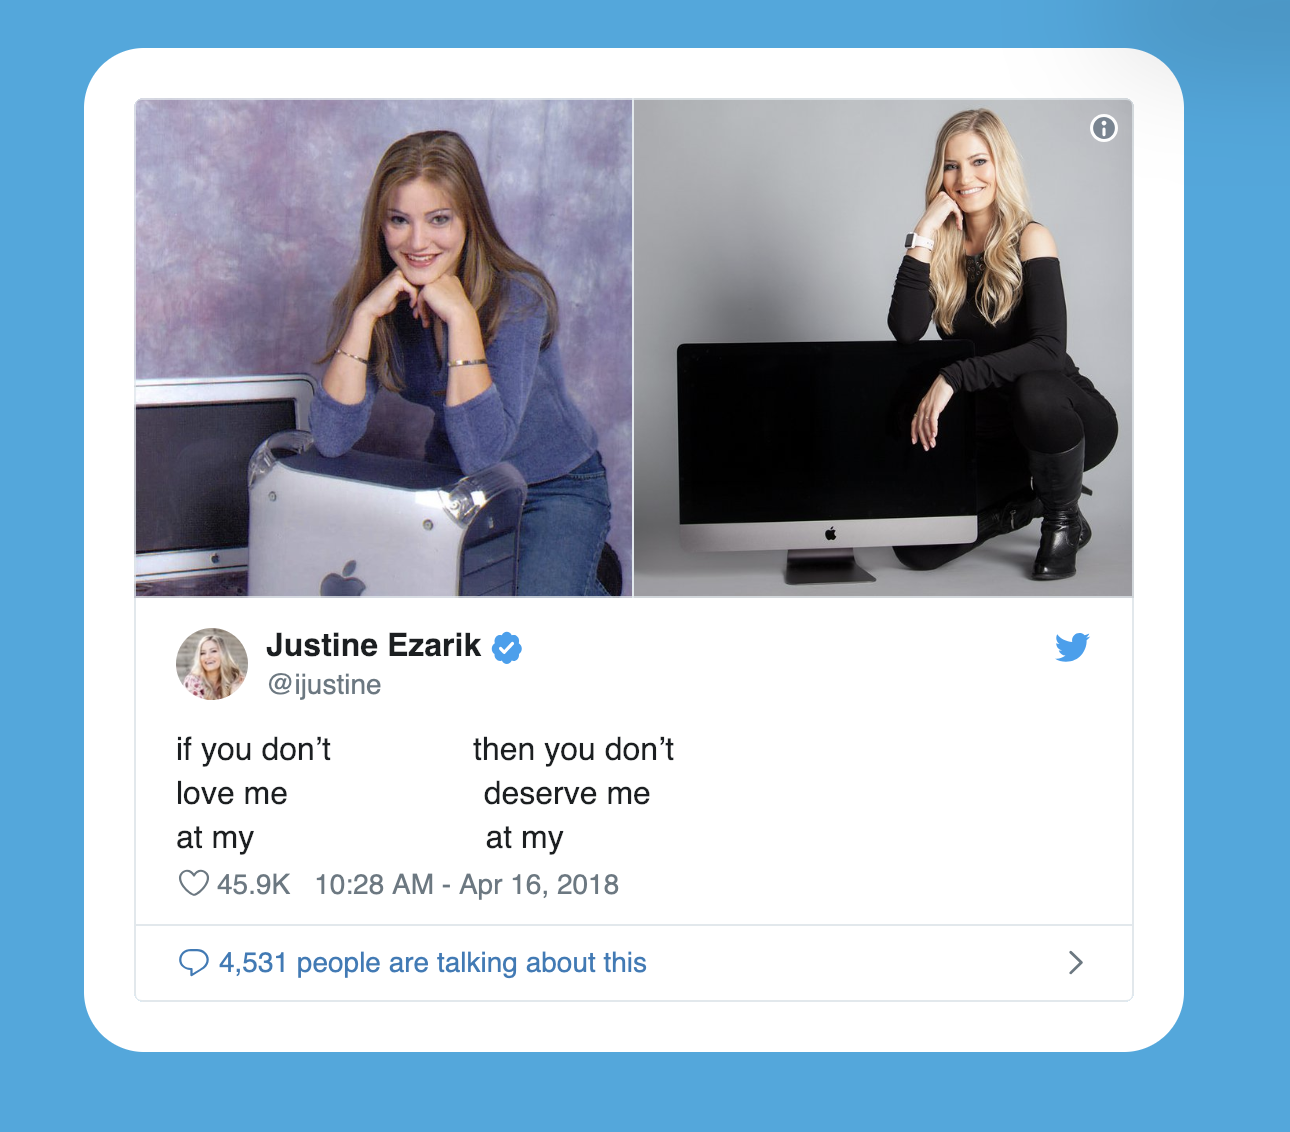 Justine Ezarik
@ijustine
if you don’t then you don’t
love me deserve me
at my at my
45.9K 10:28 AM - Apr 16, 2018
4,531 people are talking about this